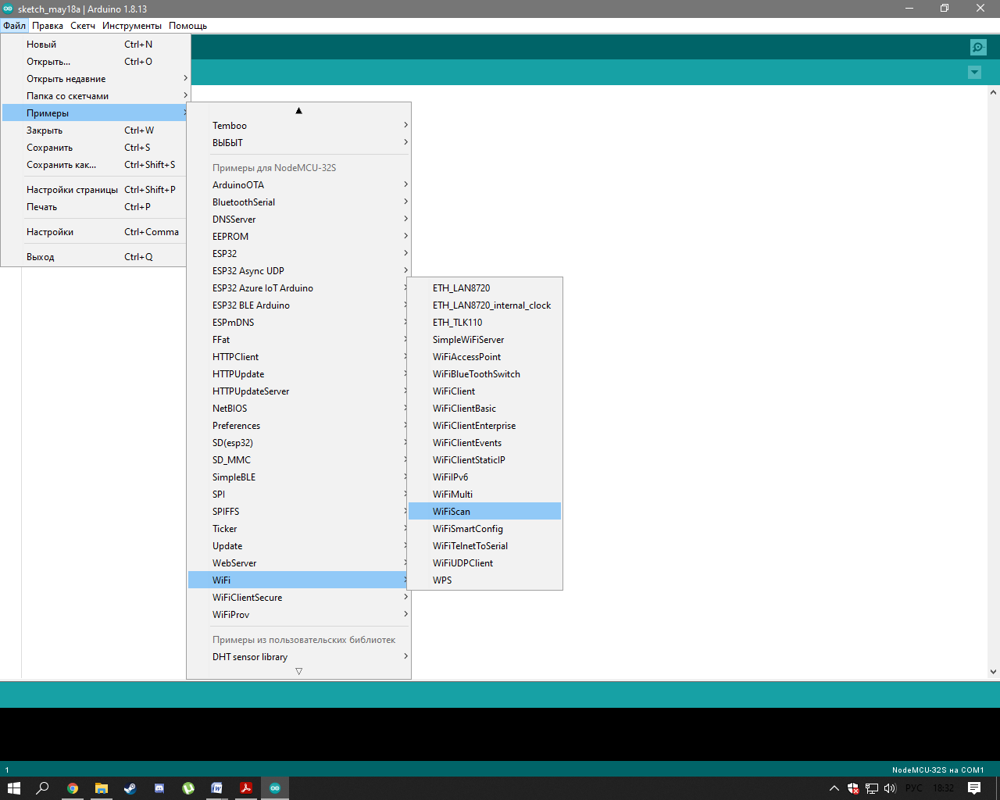 sketch_may18a | Arduino 1.8.13
Файл Правка Скетч Инструменты Помощь
Новый Ctrl+N
Открыть... Ctrl+O
Открыть недавние
Папка со скетчами
Примеры
Закрыть Ctrl+W
Сохранить Ctrl+S
Сохранить как... Ctrl+Shift+S
Настройки страницы Ctrl+Shift+P
Печать Ctrl+P
Настройки Ctrl+Comma
Выход Ctrl+Q
Temboo
ВЫБЫТ
Примеры для NodeMCU-32S
ArduinoOTA
BluetoothSerial
DNSServer
EEPROM
ESP32
ESP32 Async UDP
ESP32 Azure IoT Arduino
ESP32 BLE Arduino
ESPmDNS
FFat
HTTPClient
HTTPUpdate
HTTPUpdateServer
NetBIOS
Preferences
SD(esp32)
SD_MMC
SimpleBLE
SPI
SPIFFS
Ticker
Update
WebServer
WiFi
WiFiClientSecure
WiFiProv
Примеры из пользовательских библиотек
DHT sensor library
ETH_LAN8720
ETH_LAN8720_internal_clock
ETH_TLK110
SimpleWiFiServer
WiFiAccessPoint
WiFiBlueToothSwitch
WiFiClient
WiFiClientBasic
WiFiClientEnterprise
WiFiClientEvents
WiFiClientStaticIP
WiFiIPv6
WiFiMulti
WiFiScan
WiFiSmartConfig
WiFiTelnetToSerial
WiFiUDPClient
WPS
1
NodeMCU-32S на COM1
РУС 18:32